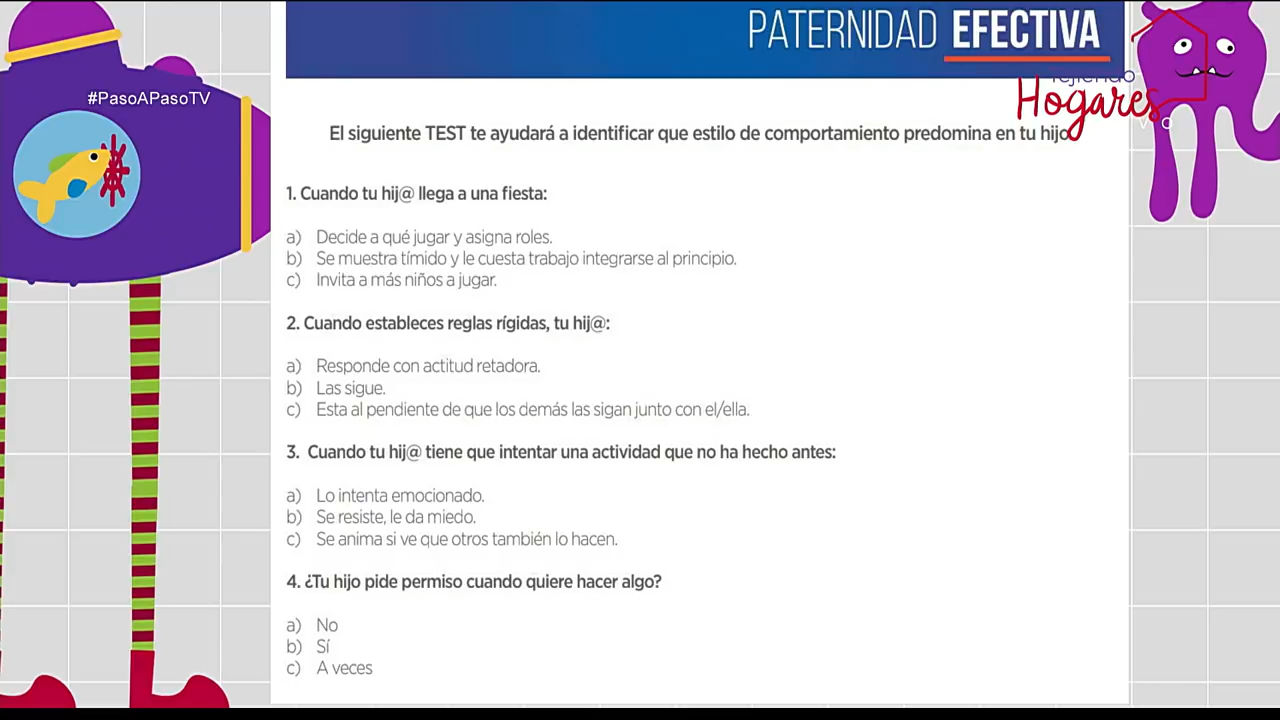 PATERNIDAD EFECTIVA
Hogares
#PasoAPasoTV
El siguiente TEST te ayudará a identificar que estilo de comportamiento predomina en tu hijo
1. Cuando tu hij@ llega a una fiesta:
a) Decide a qué jugar y asigna roles.
b) Se muestra tímido y le cuesta trabajo integrarse al principio.
c) Invita a más niños a jugar.
2. Cuando estableces reglas rígidas, tu hij@:
a) Responde con actitud retadora.
b) Las sigue.
c) Esta al pendiente de que los demás las sigan junto con el/ella.
3. Cuando tu hij@ tiene que intentar una actividad que no ha hecho antes:
a) Lo intenta emocionado.
b) Se resiste, le da miedo.
c) Se anima si ve que otros también lo hacen.
4. ¿Tu hijo pide permiso cuando quiere hacer algo?
a) No
b) Sí
c) A veces